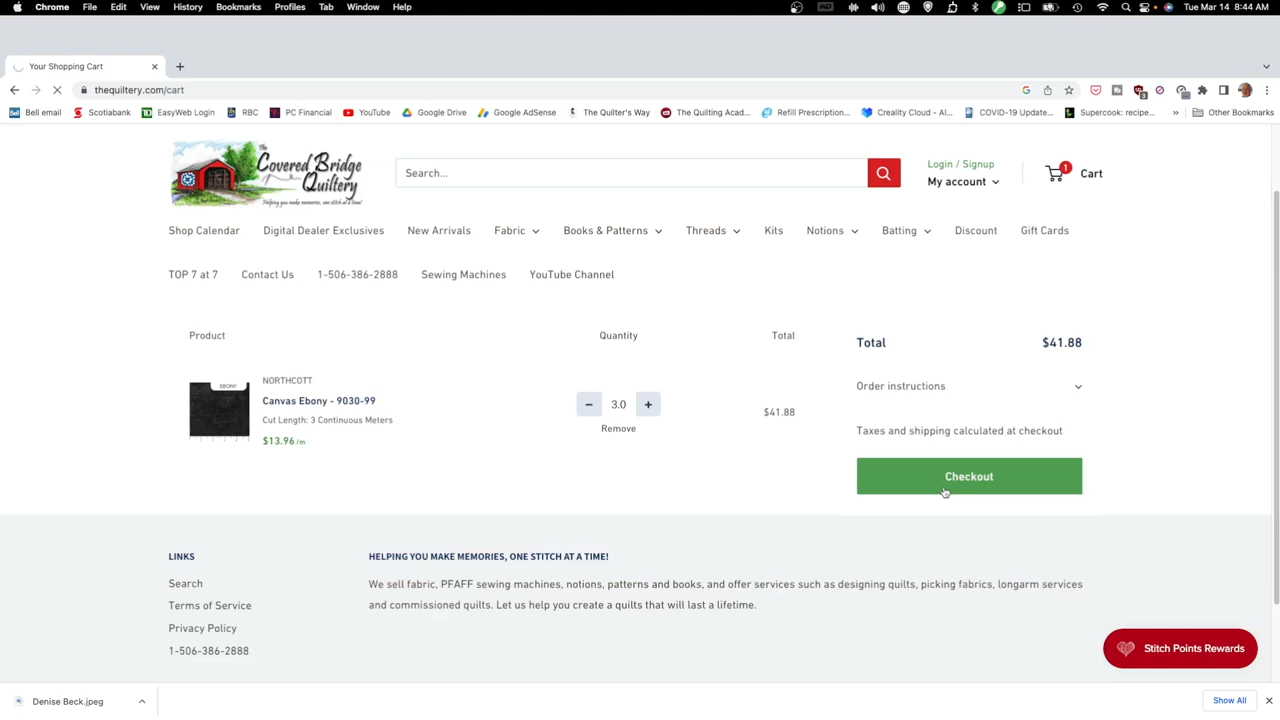 Chrome File Edit View History Bookmarks Profiles Tab Window Help Tue Mar 14 8:44 AM
Your Shopping Cart
thequiltery.com/cart
Bell email Scotiabank EasyWeb Login RBC PC Financial YouTube Google Drive Google AdSense The Quilter's Way The Quilting Acad... Refill Prescription... Creality Cloud - Al... COVID-19 Update... Supercook: recipe... » Other Bookmarks
The Covered Bridge Quiltery
Helping you make memories, one stitch at a time!
Search...
Login / Signup
My account
1 Cart
Shop Calendar Digital Dealer Exclusives New Arrivals Fabric Books & Patterns Threads Kits Notions Batting Discount Gift Cards
TOP 7 at 7 Contact Us 1-506-386-2888 Sewing Machines YouTube Channel
Product Quantity Total
EBONY
NORTHCOTT
Canvas Ebony - 9030-99
Cut Length: 3 Continuous Meters
$13.96 /m
− 3.0 +
Remove
$41.88
Total $41.88
Order instructions
Taxes and shipping calculated at checkout
Checkout
LINKS
Search
Terms of Service
Privacy Policy
1-506-386-2888
HELPING YOU MAKE MEMORIES, ONE STITCH AT A TIME!
We sell fabric, PFAFF sewing machines, notions, patterns and books, and offer services such as designing quilts, picking fabrics, longarm services
and commissioned quilts. Let us help you create a quilts that will last a lifetime.
Stitch Points Rewards
Denise Beck.jpeg
Show All